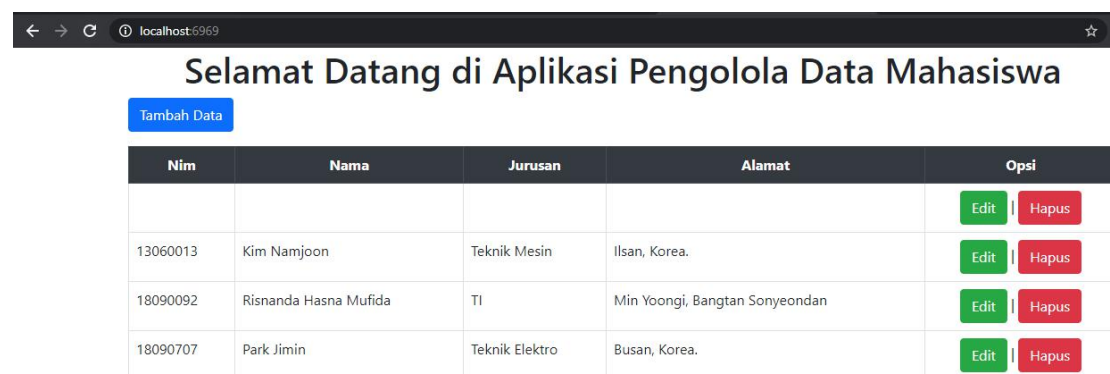 localhost:6969
Selamat Datang di Aplikasi Pengolola Data Mahasiswa
Tambah Data
Nim Nama Jurusan Alamat Opsi
Edit | Hapus
13060013 Kim Namjoon Teknik Mesin Ilsan, Korea. Edit | Hapus
18090092 Risnanda Hasna Mufida TI Min Yoongi, Bangtan Sonyeondan Edit | Hapus
18090707 Park Jimin Teknik Elektro Busan, Korea. Edit | Hapus